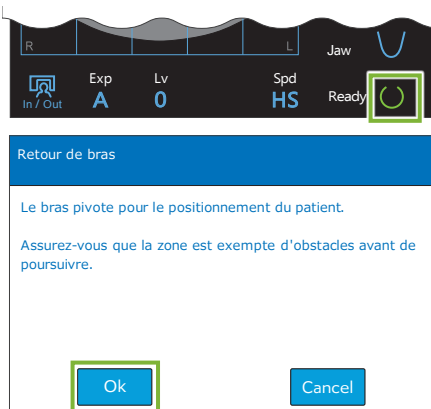 R
L
Jaw
Exp
Lv
Spd
In / Out
A
0
HS
Ready
Retour de bras
Le bras pivote pour le positionnement du patient.
Assurez-vous que la zone est exempte d'obstacles avant de
poursuivre.
Ok
Cancel